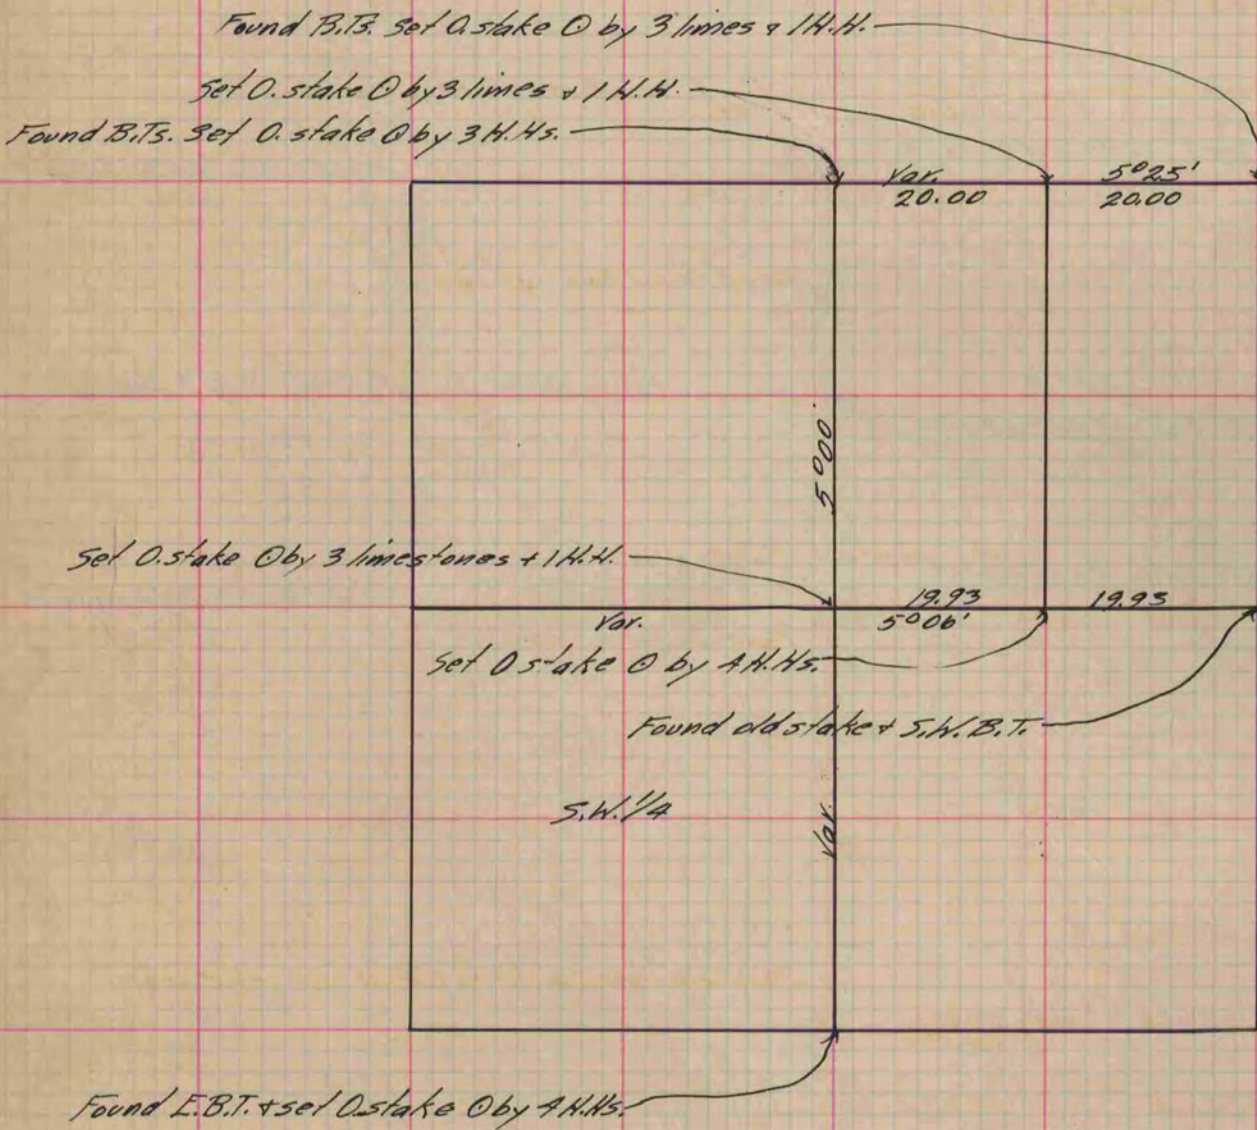 Found B.Ts. Set O. stake ⊙ by 3 limes & 1 H.H.
Set O. stake ⊙ by 3 limes & 1 H.H.
Found B.Ts. Set O. stake ⊙ by 3 H.Hs.
Var. 5°25'
20.00 20.00
5°00'
Set O. stake ⊙ by 3 limestones + 1 H.H.
19.93 19.93
Var. 5°06'
Set O stake ⊙ by 4 H.Hs.
Found old stake & S.W.B.T.
S.W. 1/4
Var.
Found E.B.T. & set O. stake ⊙ by 4 H.Hs.